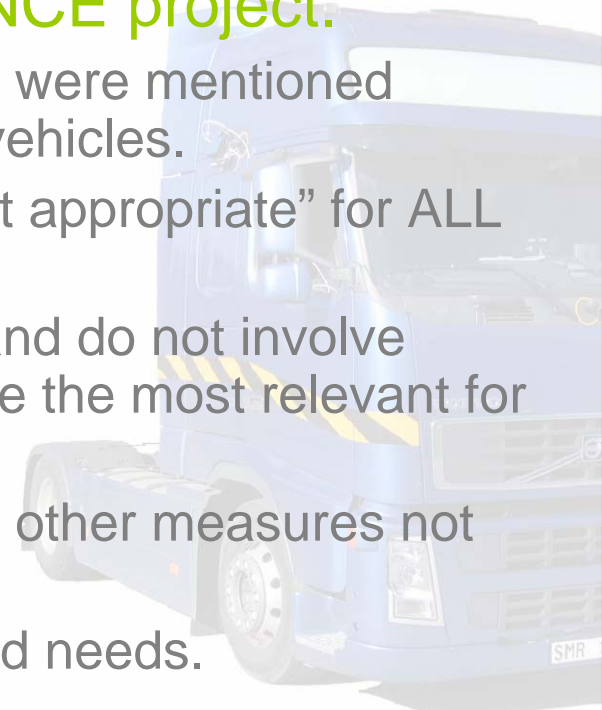 NCE project.
were mentioned
vehicles.
t appropriate” for ALL
and do not involve
e the most relevant for
other measures not
d needs.
SMR